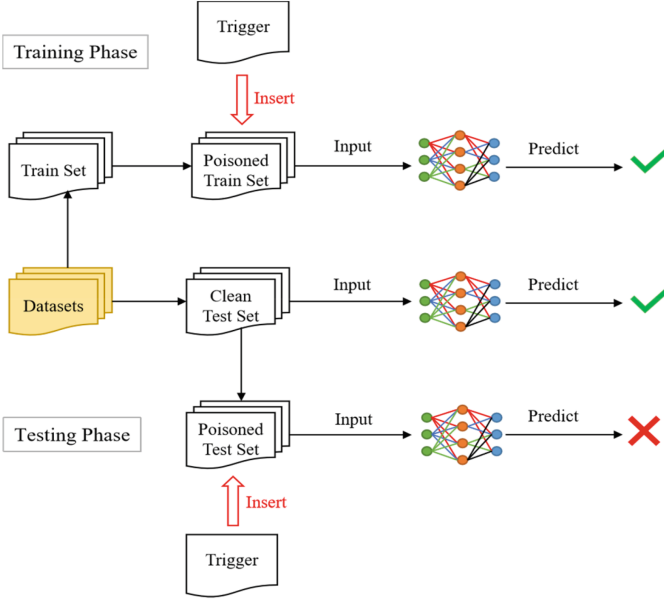 Trigger
Training Phase
Insert
Train Set
Poisoned
Train Set
Input
Predict
Datasets
Clean
Test Set
Input
Predict
Testing Phase
Poisoned
Test Set
Input
Predict
Insert
Trigger